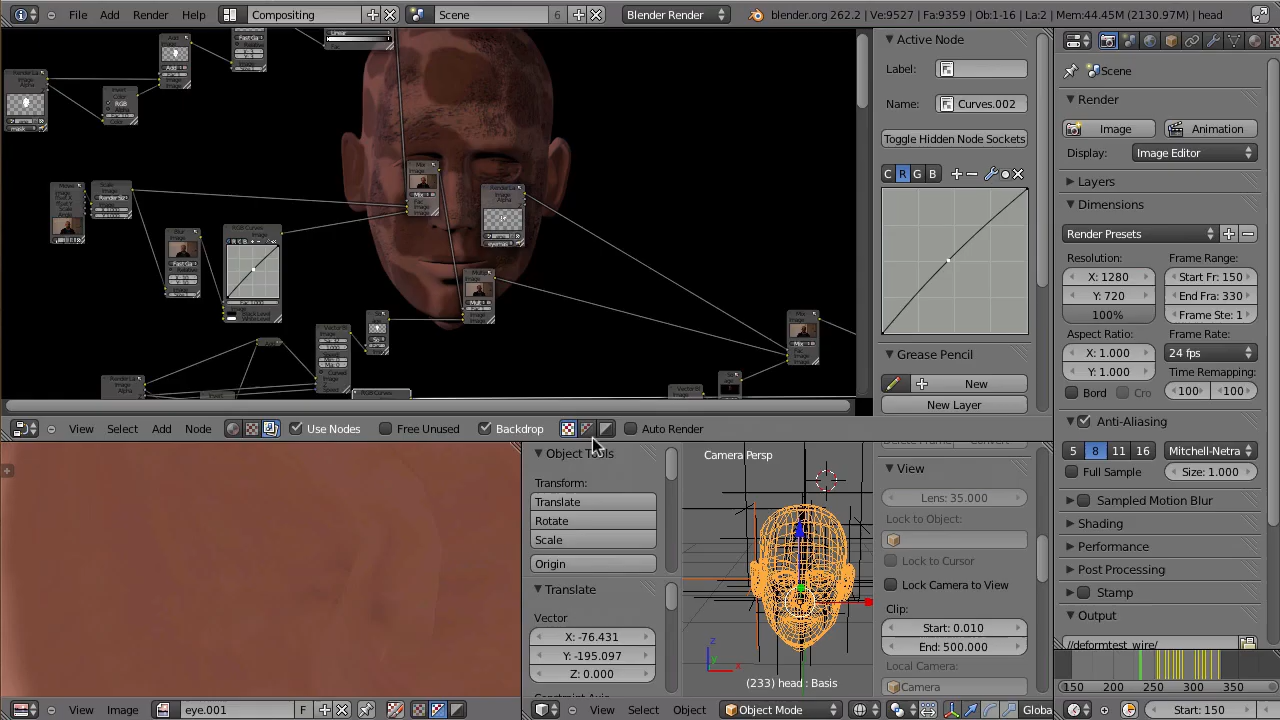 File Add Render Help Compositing Scene 6 Blender Render blender.org 262.2 | Ve:9527 | Fa:9359 | Ob:1-16 | La:2 | Mem:44.45M (2130.97M) | head
Active Node
Label:
Name: Curves.002
Toggle Hidden Node Sockets
C R G B
Grease Pencil
New
New Layer
Scene
Render
Image Animation
Display: Image Editor
Layers
Dimensions
Render Presets
Resolution: Frame Range:
X: 1280 Start Fr: 150
Y: 720 End Fra: 330
100% Frame Ste: 1
Aspect Ratio: Frame Rate:
X: 1.000 24 fps
Y: 1.000 Time Remapping:
Bord Cro 100 100
Anti-Aliasing
5 8 11 16 Mitchell-Netra
Full Sample Size: 1.000
Sampled Motion Blur
Shading
Performance
Post Processing
Stamp
Output
//deformtest_wire/
150 200 250 300 350
Start: 150
View Select Add Node Use Nodes Free Unused Backdrop Auto Render
Object Tools
Transform:
Translate
Rotate
Scale
Origin
Translate
Vector
X: -76.431
Y: -195.097
Z: 0.000
Camera Persp
(233) head : Basis
View
Lens: 35.000
Lock to Object:
Lock to Cursor
Lock Camera to View
Clip:
Start: 0.010
End: 500.000
Local Camera:
Camera
View Image eye.001 F
View Select Object Object Mode Globa